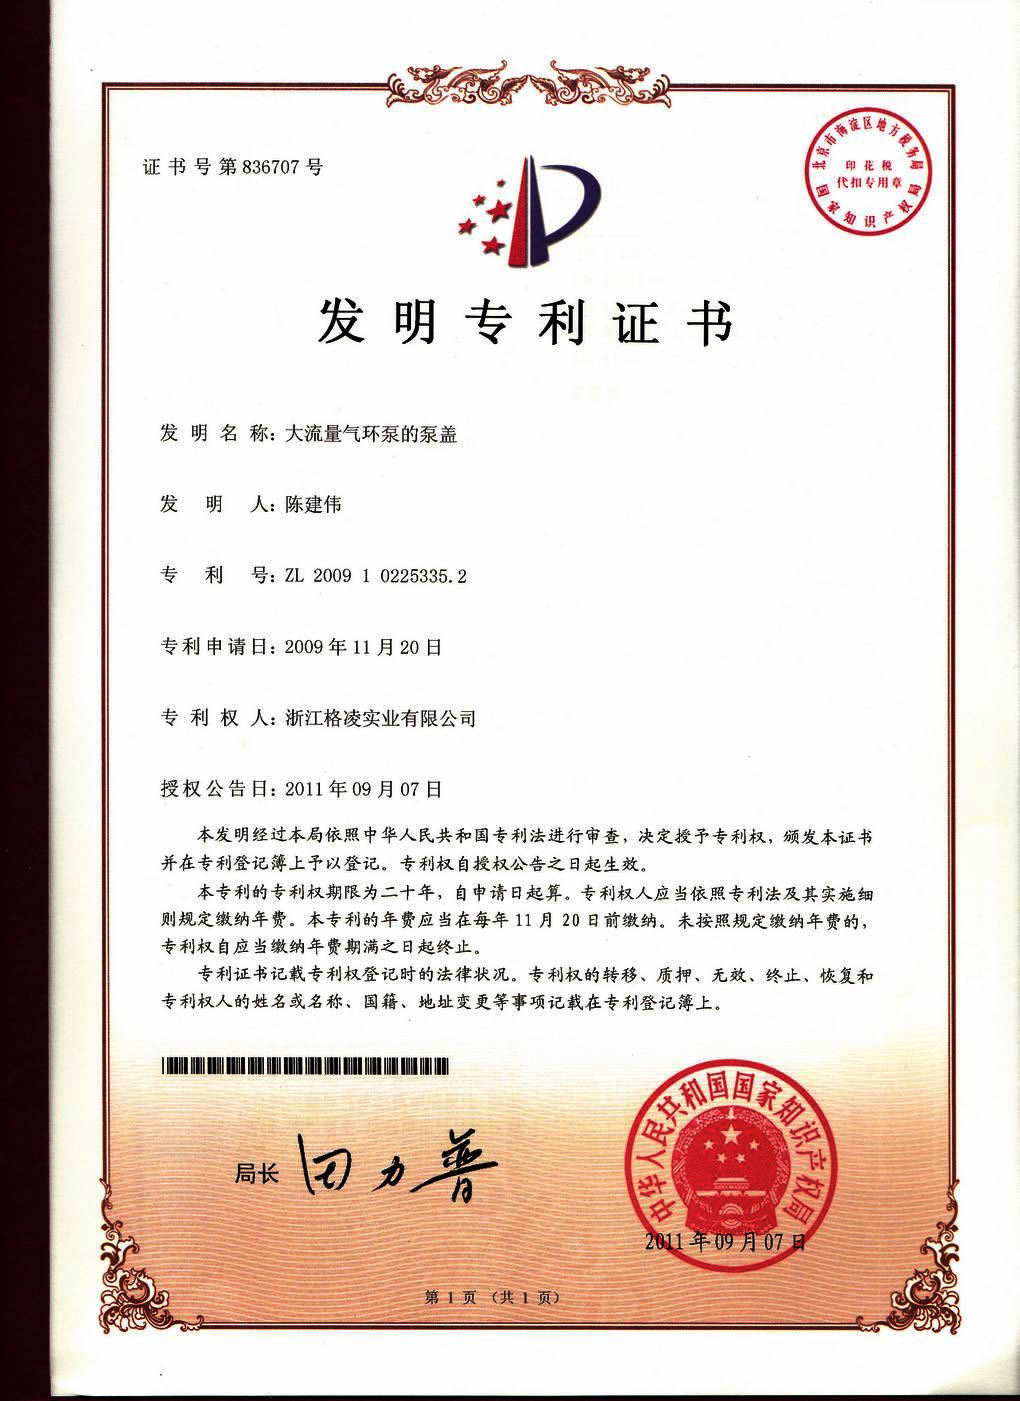 证书号第836707号
北京市海淀区地方税务局
印花税
代扣专用章
国家知识产权局
发明专利证书
发明名称：大流量气环泵的泵盖
发明人：陈建伟
专利号：ZL 2009 1 0225335.2
专利申请日：2009年11月20日
专利权人：浙江格凌实业有限公司
授权公告日：2011年09月07日
本发明经过本局依照中华人民共和国专利法进行审查，决定授予专利权，颁发本证书
并在专利登记簿上予以登记。专利权自授权公告之日起生效。
本专利的专利权期限为二十年，自申请日起算。专利权人应当依照专利法及其实施细
则规定缴纳年费。本专利的年费应当在每年11月20日前缴纳。未按照规定缴纳年费的，
专利权自应当缴纳年费期满之日起终止。
专利证书记载专利权登记时的法律状况。专利权的转移、质押、无效、终止、恢复和
专利权人的姓名或名称、国籍、地址变更等事项记载在专利登记簿上。
局长 田力普
中华人民共和国国家知识产权局
2011年09月07日
第1页（共1页）